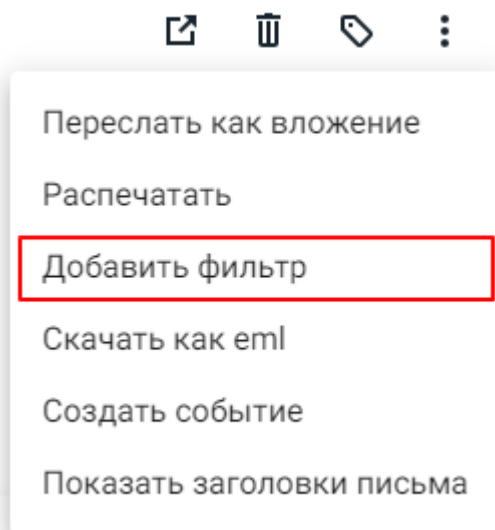 Переслать как вложение
Распечатать
Добавить фильтр
Скачать как eml
Создать событие
Показать заголовки письма